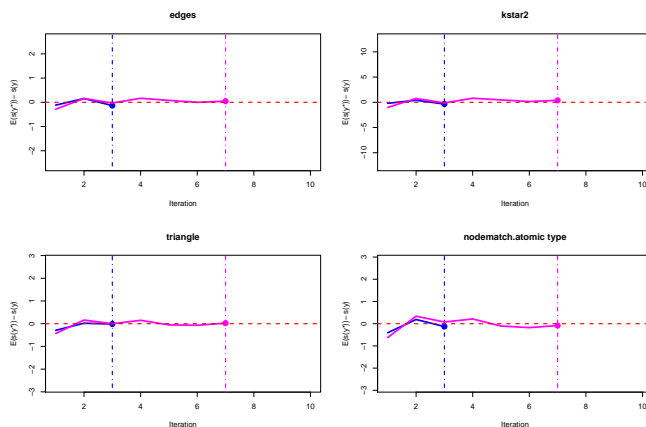 edges
E(s(y*)) − s(y)
2
1
0
−1
−2
2 4 6 8 10
Iteration
kstar2
E(s(y*)) − s(y)
10
5
0
−5
−10
2 4 6 8 10
Iteration
triangle
E(s(y*)) − s(y)
3
2
1
0
−1
−2
−3
2 4 6 8 10
Iteration
nodematch.atomic type
E(s(y*)) − s(y)
3
2
1
0
−1
−2
−3
2 4 6 8 10
Iteration